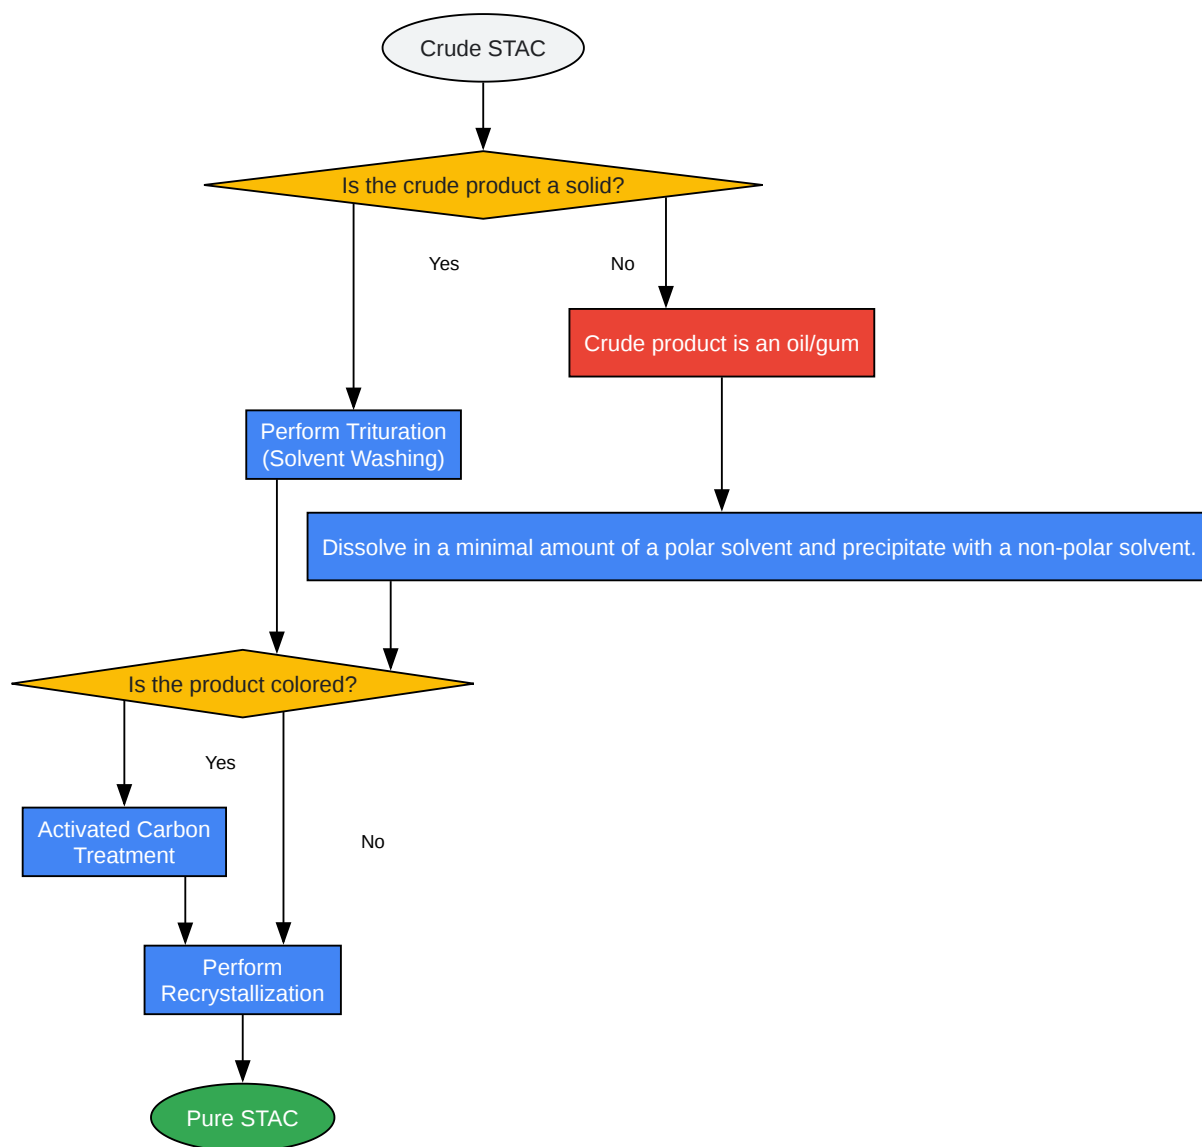 Crude STAC
Is the crude product a solid?
Yes
No
Crude product is an oil/gum
Perform Trituration
(Solvent Washing)
Dissolve in a minimal amount of a polar solvent and precipitate with a non-polar solvent.
Is the product colored?
Yes
Activated Carbon
Treatment
No
Perform
Recrystallization
Pure STAC